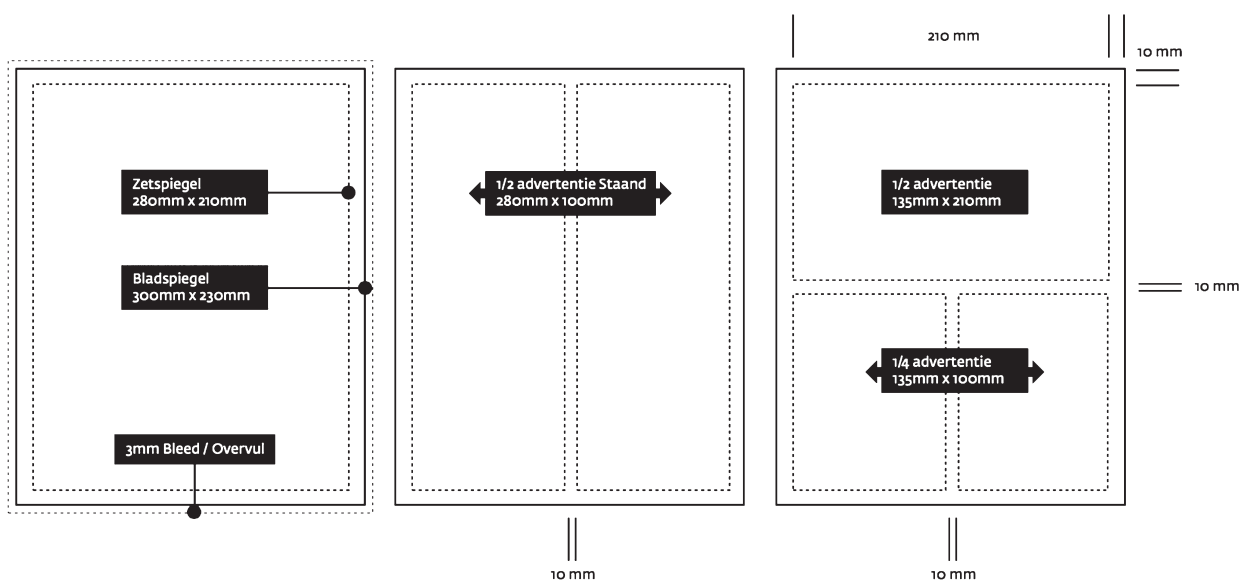 210 mm
10 mm
Zetspiegel
280mm x 210mm
Bladspiegel
300mm x 230mm
3mm Bleed / Overvul
1/2 advertentie Staand
280mm x 100mm
10 mm
1/2 advertentie
135mm x 210mm
10 mm
1/4 advertentie
135mm x 100mm
10 mm